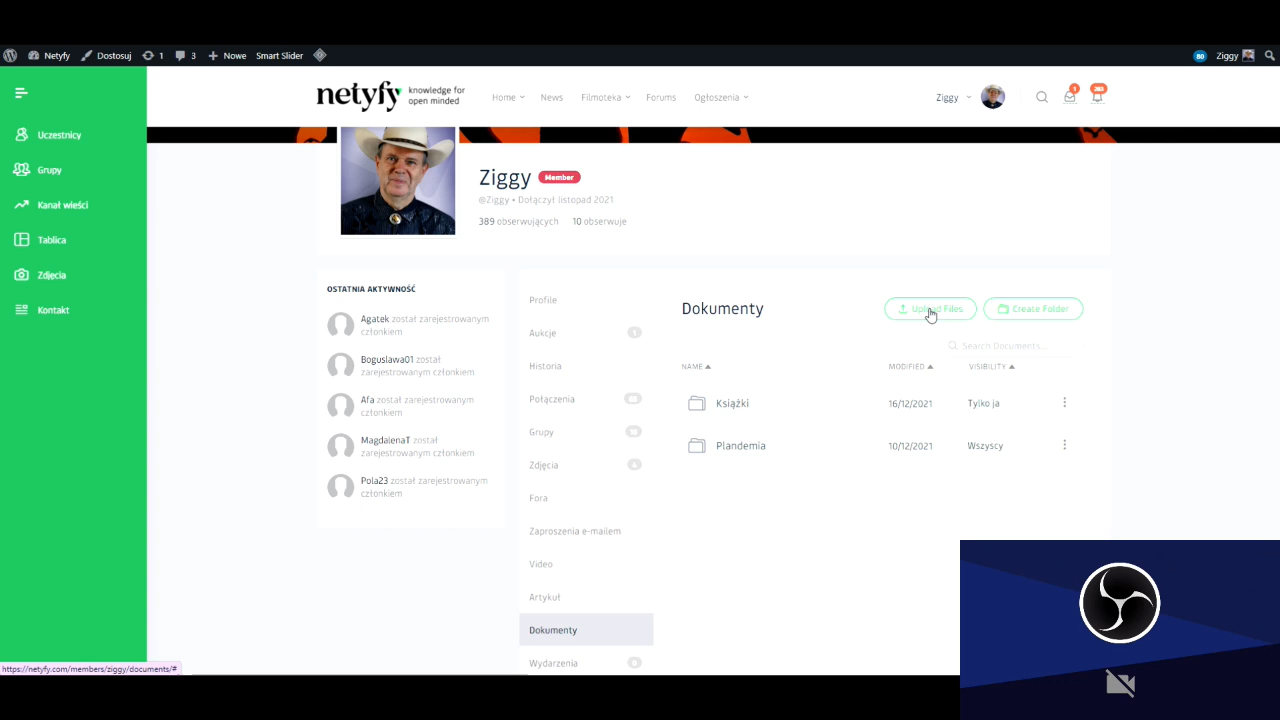 Netyfy Dostosuj 1 3 Nowe Smart Slider
Ziggy
Uczestnicy
Grupy
Kanał wieści
Tablica
Zdjęcia
Kontakt
netyfy knowledge for
open minded
Home News Filmoteka Forums Ogłoszenia
Ziggy
1
Ziggy Member
@Ziggy • Dołączył listopad 2021
389 obserwujących 10 obserwuje
OSTATNIA AKTYWNOŚĆ
Agatek został zarejestrowanym
członkiem.
Boguslawa01 został
zarejestrowanym członkiem.
Afa został zarejestrowanym
członkiem.
MagdalenaT został
zarejestrowanym członkiem.
Pola23 został zarejestrowanym
członkiem.
Profile
Aukcje 1
Historia
Połączenia
Grupy
Zdjęcia
Fora
Zaproszenia e-mailem
Video
Artykuł
Dokumenty
Wydarzenia 0
Dokumenty
Upload Files
Create Folder
Search Documents...
NAME MODIFIED VISIBILITY
Książki 16/12/2021 Tylko ja
Plandemia 10/12/2021 Wszyscy
https://netyfy.com/members/ziggy/documents/#